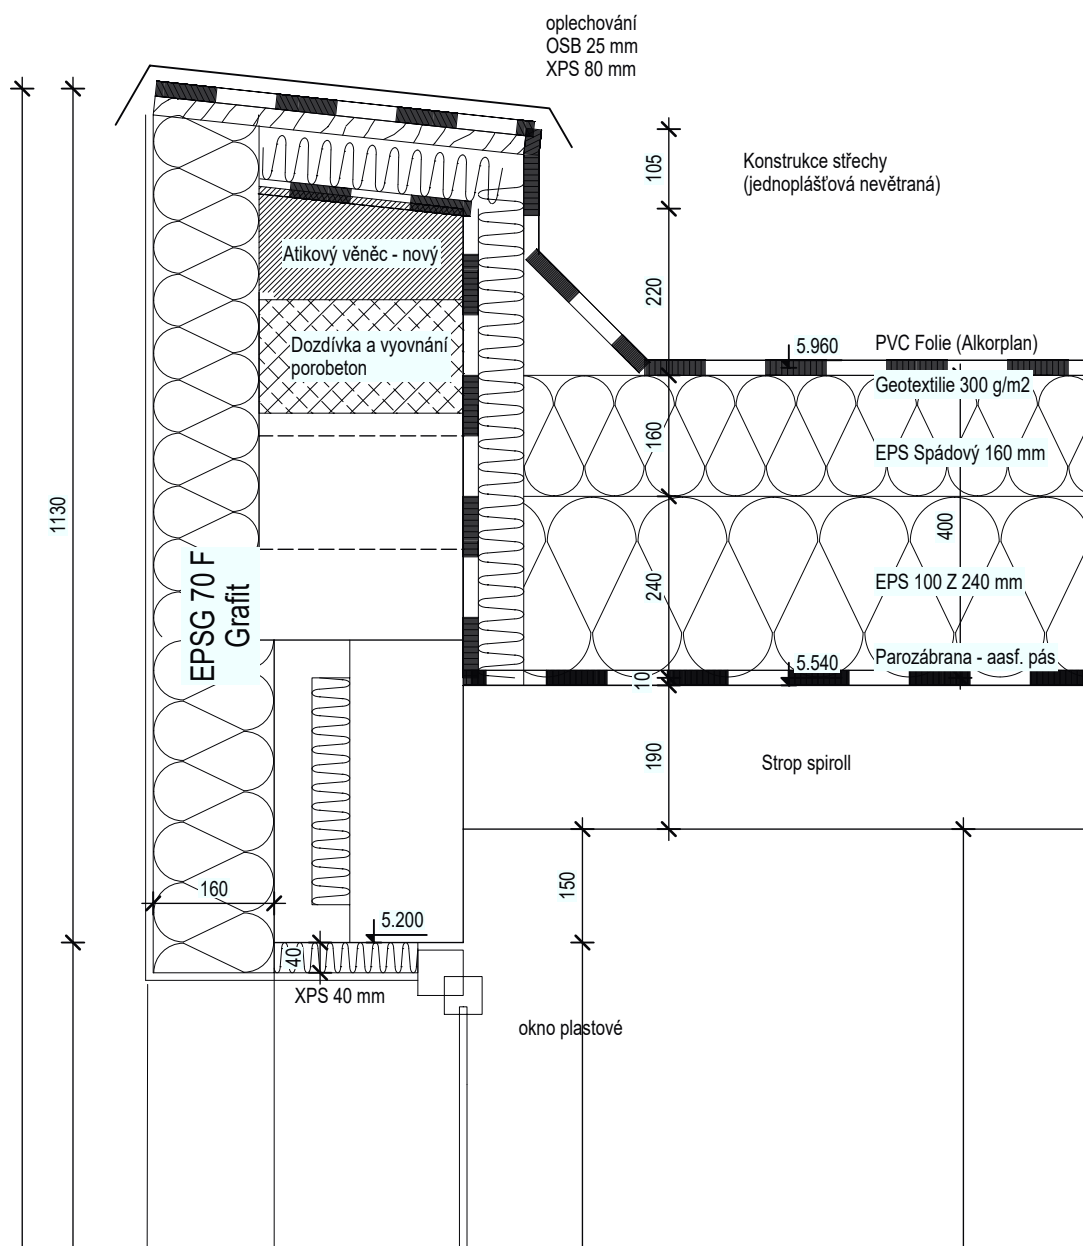 oplechování
OSB 25 mm
XPS 80 mm
105
Konstrukce střechy
(jednoplášťová nevětraná)
Atikový věněc - nový
220
Dozdívka a vyovnání
porobeton
5.960
PVC Folie (Alkorplan)
Geotextilie 300 g/m2
160
EPS Spádový 160 mm
1130
400
EPSG 70 F
Grafit
240
EPS 100 Z 240 mm
5.540
Parozábrana - aasf. pás
10
190
Strop spiroll
160
150
5.200
40
XPS 40 mm
okno plastové